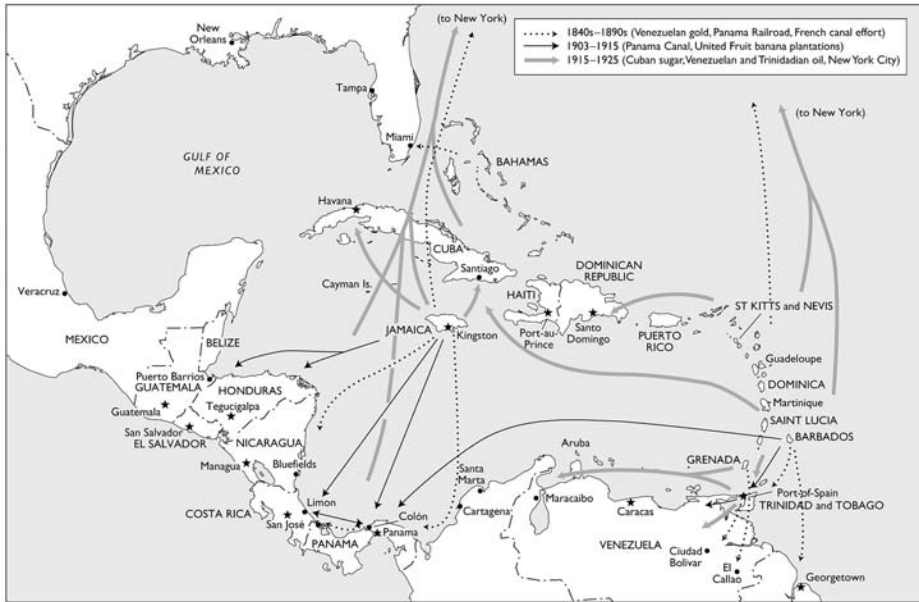 (to New York)
1840s–1890s (Venezuelan gold, Panama Railroad, French canal effort)
1903–1915 (Panama Canal, United Fruit banana plantations)
1915–1925 (Cuban sugar, Venezuelan and Trinidadian oil, New York City)
New
Orleans
Tampa
(to New York)
Miami
GULF OF
MEXICO
BAHAMAS
Havana
CUBA
Santiago
DOMINICAN
REPUBLIC
Cayman Is.
HAITI
Veracruz
ST KITTS and NEVIS
MEXICO
BELIZE
JAMAICA
Kingston
Port-au-
Prince
Santo
Domingo
PUERTO
RICO
Guadeloupe
Puerto Barrios
GUATEMALA
HONDURAS
DOMINICA
Tegucigalpa
Guatemala
Martinique
San Salvador
EL SALVADOR
SAINT LUCIA
NICARAGUA
BARBADOS
Aruba
Managua
Bluefields
Santa
Marta
GRENADA
Limon
Maracaibo
Port-of-Spain
COSTA RICA
San José
Colón
Cartagena
Caracas
TRINIDAD and TOBAGO
PANAMA
Panama
VENEZUELA
Ciudad
Bolivar
El
Callao
Georgetown